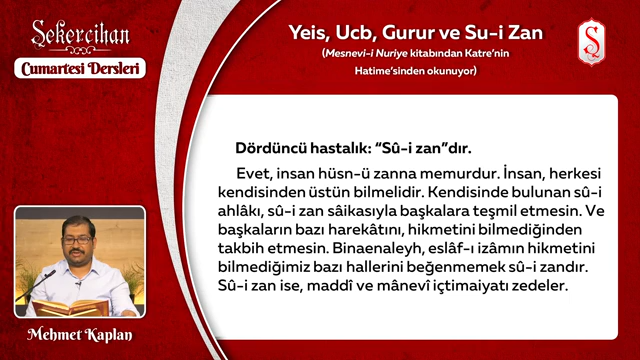 Şekercihan
Cumartesi Dersleri
Yeis, Ucb, Gurur ve Su-i Zan
(Mesnevi-i Nuriye kitabından Katre'nin
Hatime'sinden okunuyor)
Ş
Dördüncü hastalık: “Sû-i zan”dır.
Evet, insan hüsn-ü zanna memurdur. İnsan, herkesi
kendisinden üstün bilmelidir. Kendisinde bulunan sû-i
ahlâkı, sû-i zan sâikasıyla başkalara teşmil etmesin. Ve
başkaların bazı harekâtını, hikmetini bilmediğinden
takbih etmesin. Binaenaleyh, eslâf-ı izâmın hikmetini
bilmediğimiz bazı hallerini beğenmemek sû-i zandır.
Sû-i zan ise, maddî ve mânevî içtimaiyatı zedeler.
Mehmet Kaplan